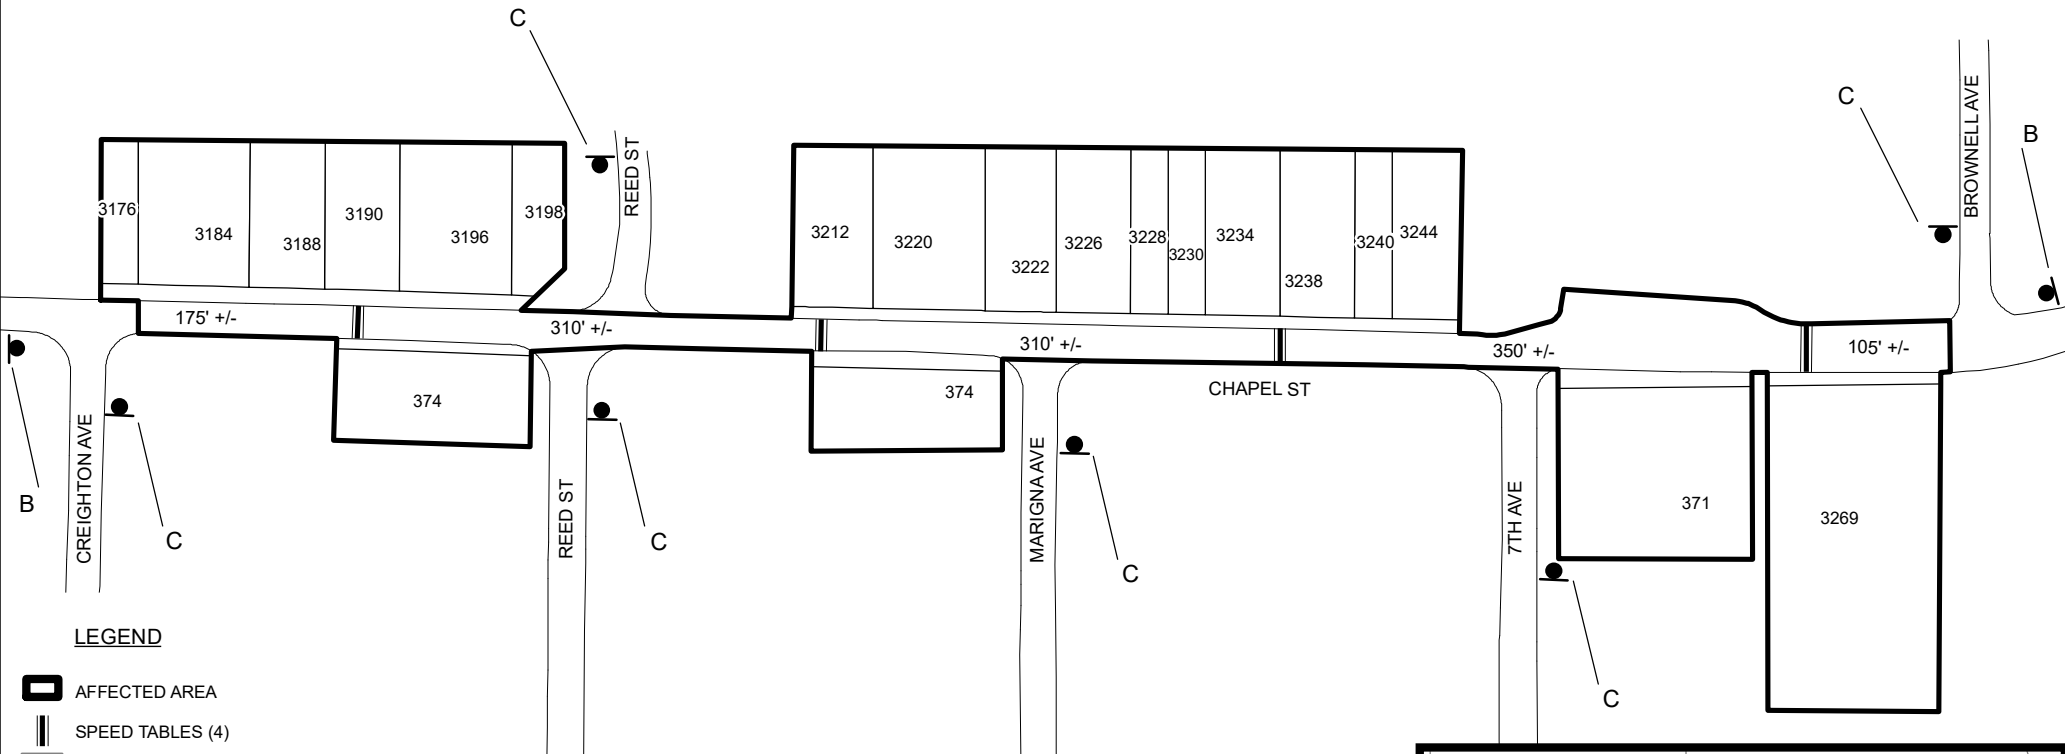 C
C
B
REED ST
BROWNELL AVE
3176
3184
3188
3190
3196
3198
3212
3220
3222
3226
3228
3230
3234
3238
3240
3244
175' +/-
310' +/-
310' +/-
350' +/-
105' +/-
CHAPEL ST
374
374
371
3269
CREIGHTON AVE
REED ST
MARIGNA AVE
7TH AVE
B
C
C
C
C
LEGEND
AFFECTED AREA
SPEED TABLES (4)